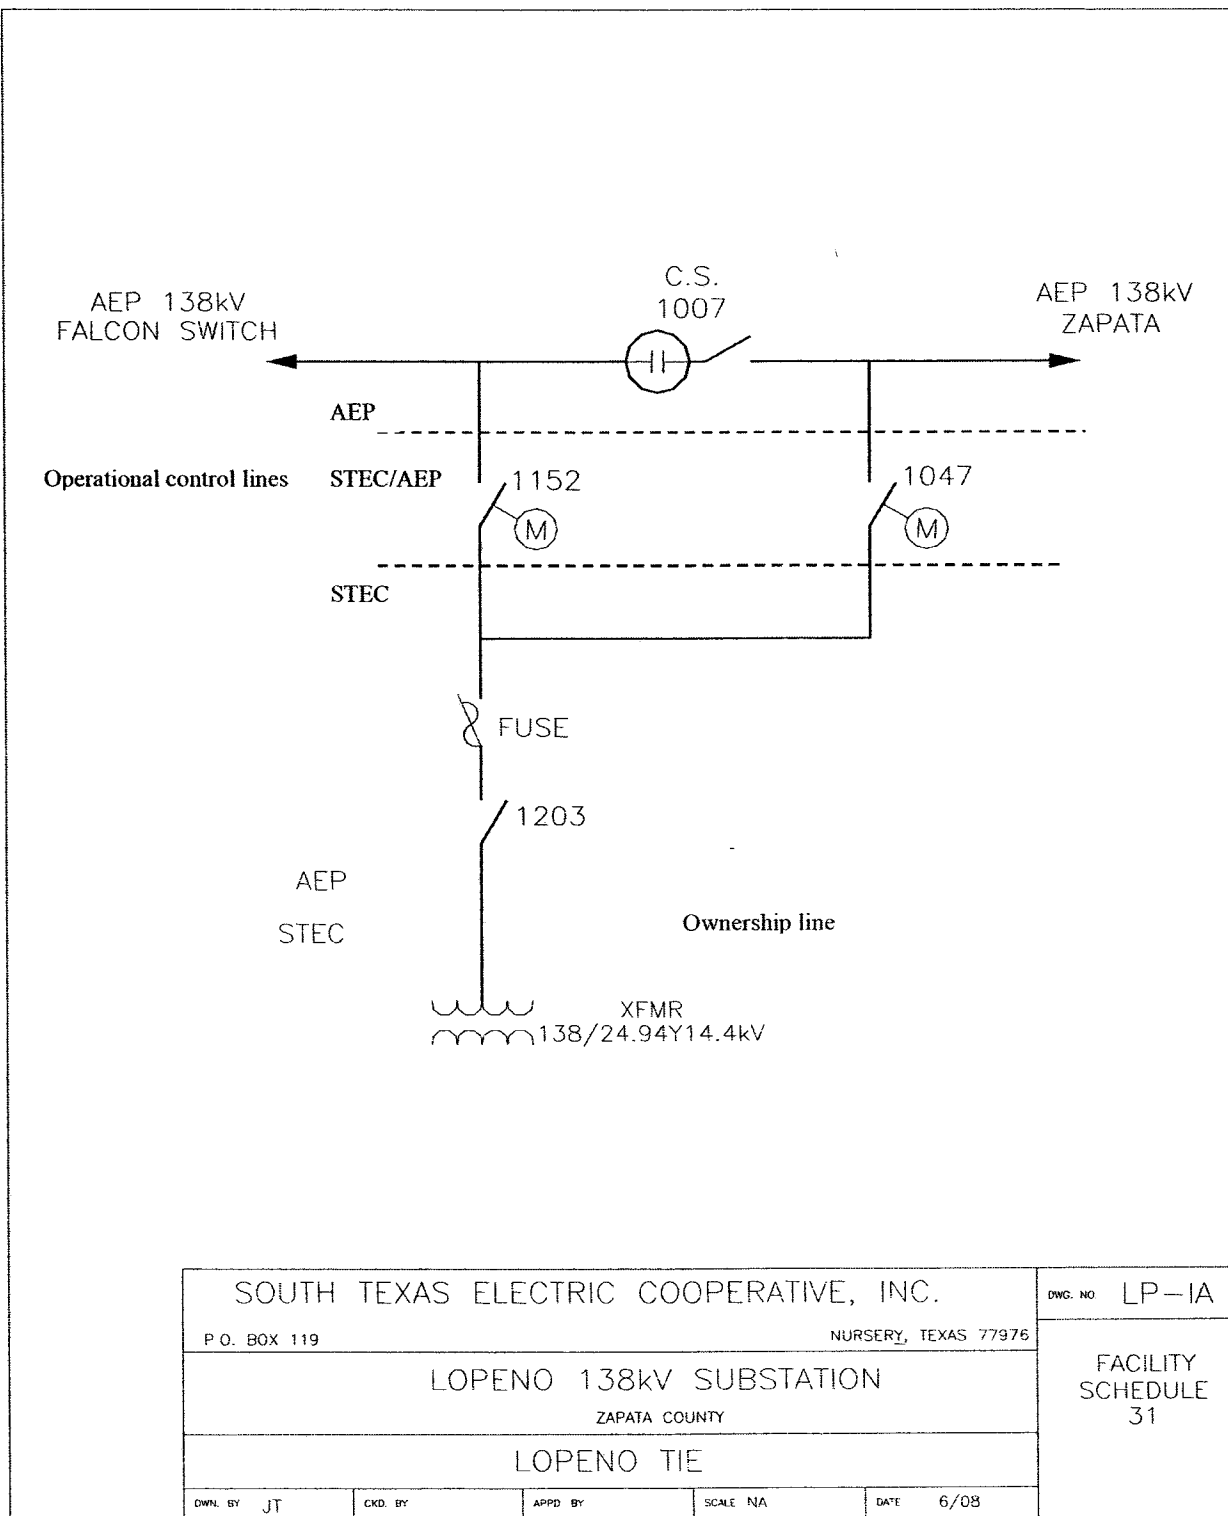 C.S.
1007
AEP 138kV
FALCON SWITCH
AEP 138kV
ZAPATA
AEP
Operational control lines
STEC/AEP
1152
M
1047
M
STEC
FUSE
1203
AEP
STEC
Ownership line
XFMR
138/24.94Y14.4kV
SOUTH TEXAS ELECTRIC COOPERATIVE, INC.
P.O. BOX 119
NURSERY, TEXAS 77976
DWG. NO. LP-IA
LOPENO 138kV SUBSTATION
ZAPATA COUNTY
FACILITY
SCHEDULE
31
LOPENO TIE
DWN. BY JT
CKD. BY
APPD BY
SCALE NA
DATE 6/08